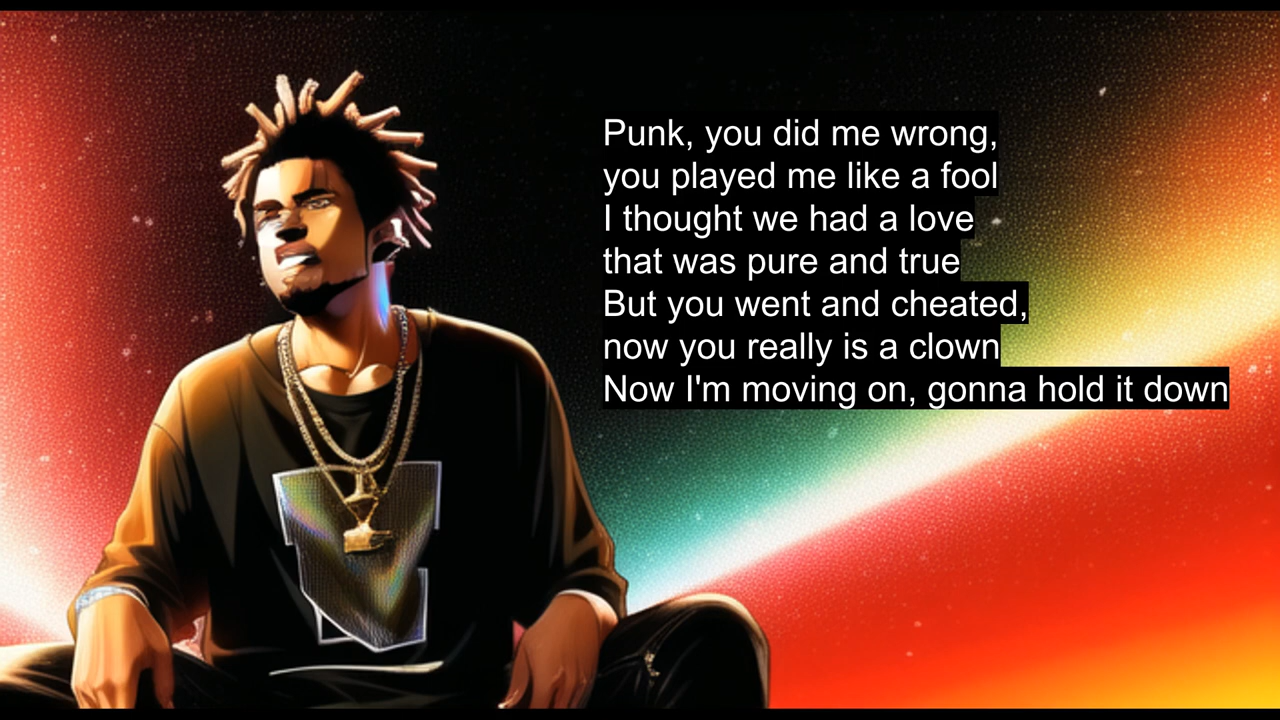 Punk, you did me wrong,
you played me like a fool
I thought we had a love
that was pure and true
But you went and cheated,
now you really is a clown
Now I'm moving on, gonna hold it down